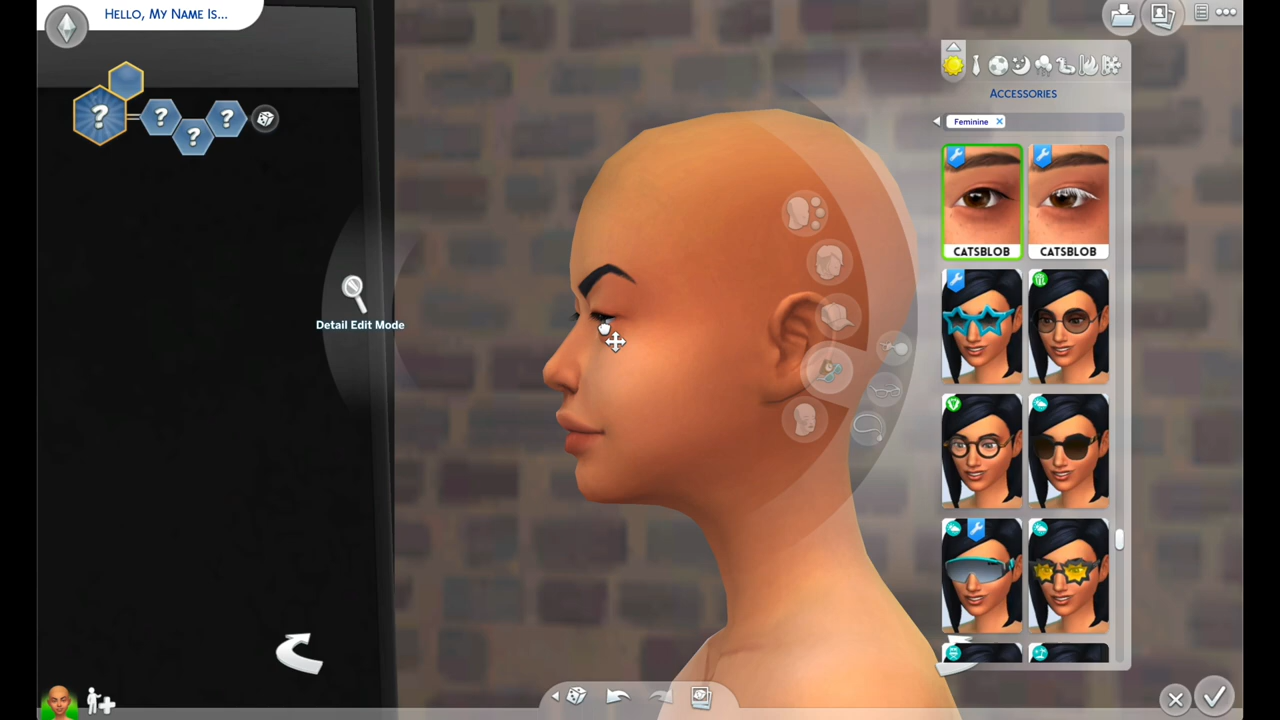 HELLO, MY NAME IS...
ACCESSORIES
Feminine
CATSBLOB
CATSBLOB
Detail Edit Mode